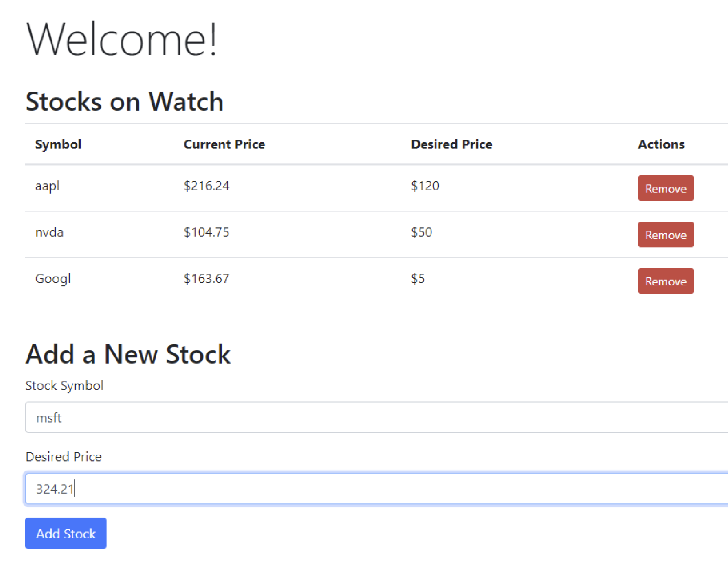 Welcome!
Stocks on Watch
Symbol Current Price Desired Price Actions
aapl $216.24 $120 Remove
nvda $104.75 $50 Remove
Googl $163.67 $5 Remove
Add a New Stock
Stock Symbol
msft
Desired Price
324.21
Add Stock